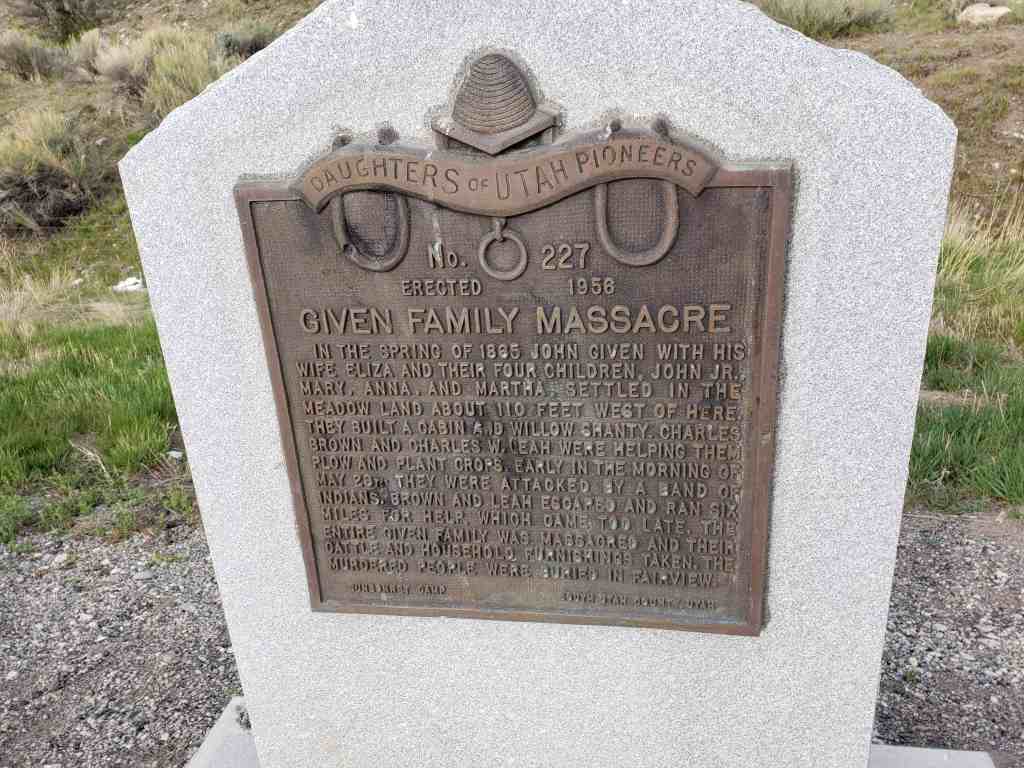 DAUGHTERS OF UTAH PIONEERS
No. 227
ERECTED 1956
GIVEN FAMILY MASSACRE
IN THE SPRING OF 1865 JOHN GIVEN WITH HIS
WIFE, ELIZA AND THEIR FOUR CHILDREN, JOHN JR.,
MARY, ANNA, AND MARTHA, SETTLED IN THE
MEADOW LAND ABOUT 110 FEET WEST OF HERE.
THEY BUILT A CABIN AND WILLOW SHANTY. CHARLES
BROWN AND CHARLES W. LEAH WERE HELPING THEM
PLOW AND PLANT CROPS. EARLY IN THE MORNING OF
MAY 26TH THEY WERE ATTACKED BY A BAND OF
INDIANS. BROWN AND LEAH ESCAPED AND RAN SIX
MILES FOR HELP, WHICH CAME TOO LATE. THE
ENTIRE GIVEN FAMILY WAS MASSACRED AND THEIR
CATTLE AND HOUSEHOLD FURNISHINGS TAKEN. THE
MURDERED PEOPLE WERE BURIED IN FAIRVIEW.
CAMP SOUTH UTAH COUNTY, UTAH